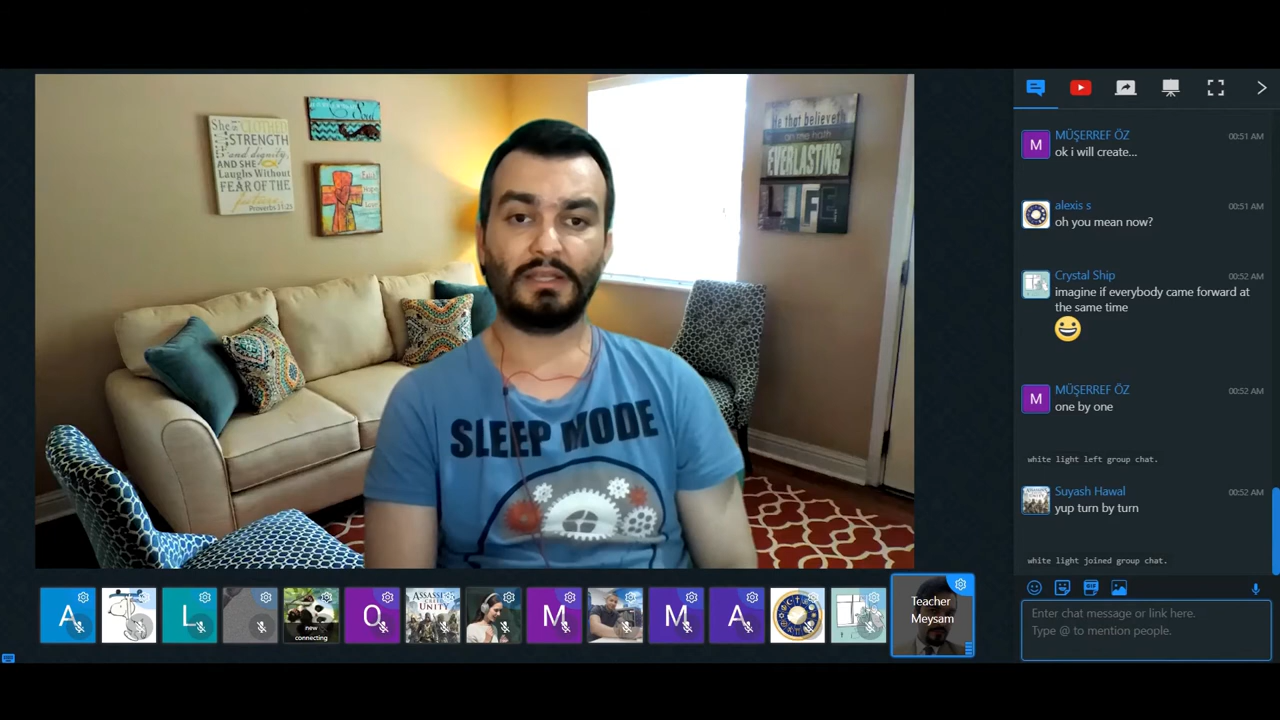 She is clothed
in STRENGTH
and dignity,
AND SHE
Laughs Without
FEAR OF THE
future
Proverbs 31:25
God
Faith
Hope
Love
He that believeth
on me hath
EVERLASTING
LIFE
SLEEP MODE
MÜŞERREF ÖZ 00:51 AM
ok i will create...
alexis s 00:51 AM
oh you mean now?
Crystal Ship 00:52 AM
imagine if everybody came forward at
the same time
MÜŞERREF ÖZ 00:52 AM
one by one
white light left group chat.
Suyash Hawal 00:52 AM
yup turn by turn
white light joined group chat.
A
L
new
connecting
O
ASSASSIN'S
CREED
UNITY
M
M
A
Teacher
Meysam
GIF
Enter chat message or link here.
Type @ to mention people.